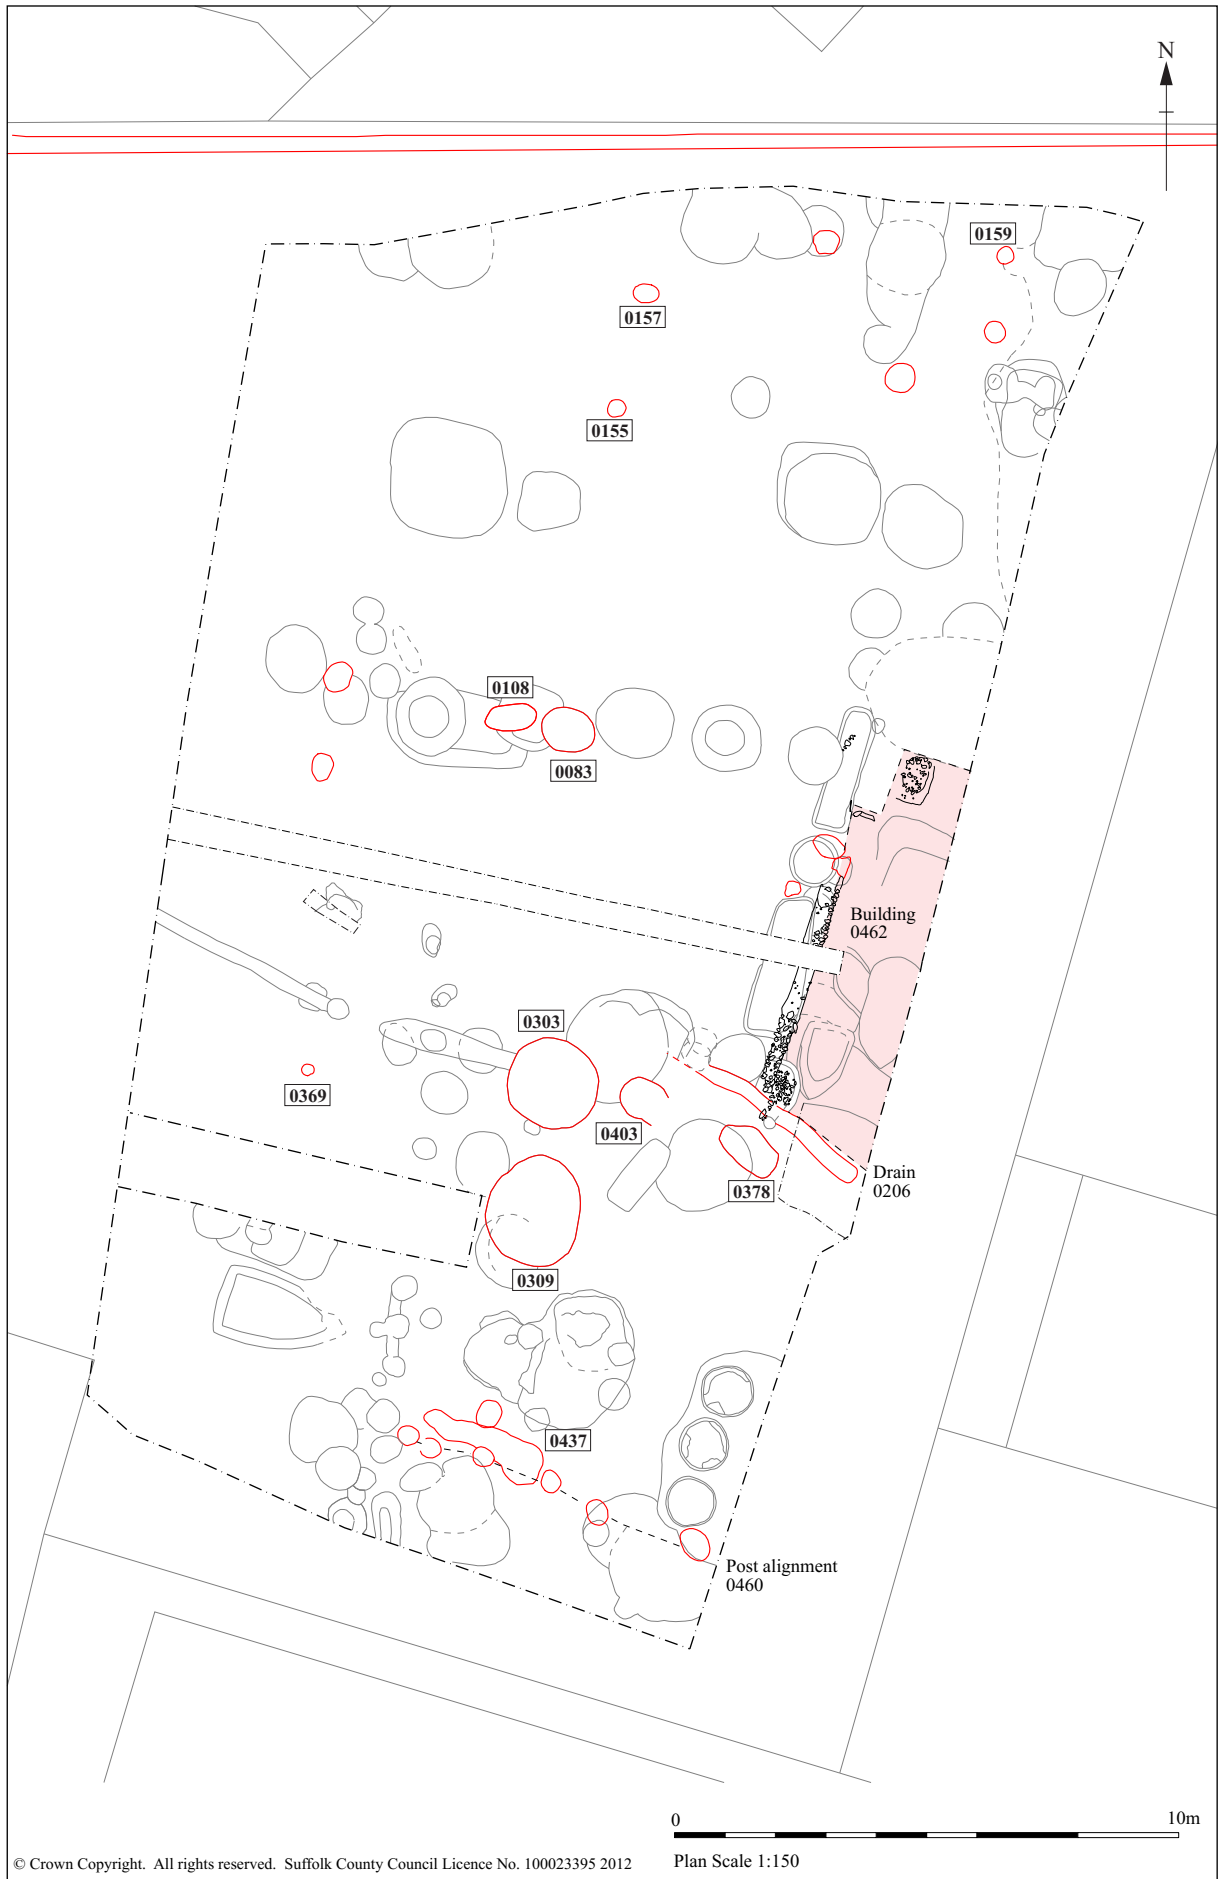 N
0159
0157
0155
0108
0083
Building
0462
0303
0369
0403
0378
Drain
0206
0309
0437
Post alignment
0460
0 10m
Plan Scale 1:150
© Crown Copyright. All rights reserved. Suffolk County Council Licence No. 100023395 2012